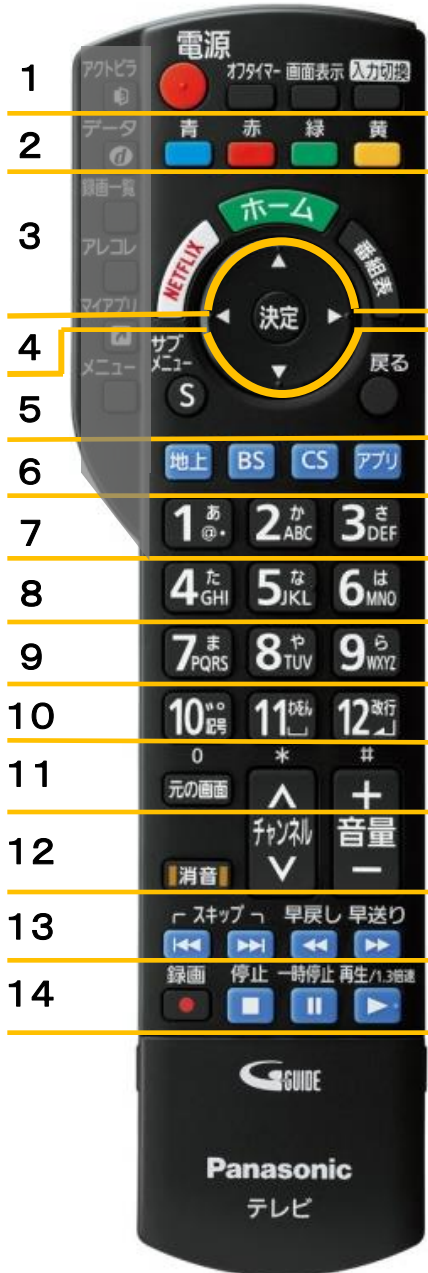 電源
1 アクトビラ オフタイマー 画面表示 入力切換
2 データ 青 赤 緑 黄
d
録画一覧
ホーム
3 アレコレ NETFLIX 番組表
マイアプリ
決定
4 サブメニュー 戻る
メニュー
5 S
6 地上 BS CS アプリ
7 1 あ @・ 2 か ABC 3 さ DEF
8 4 た GHI 5 な JKL 6 は MNO
9 7 ま PQRS 8 や TUV 9 ら WXYZ
10 10 ゛゜ 記号 11 わをん 12 改行
0 * #
11 元の画面 ∧ +
12 チャンネル 音量
消音 ∨ −
13 スキップ 早戻し 早送り
録画 停止 一時停止 再生/1.3倍速
14
G GUIDE
Panasonic
テレビ